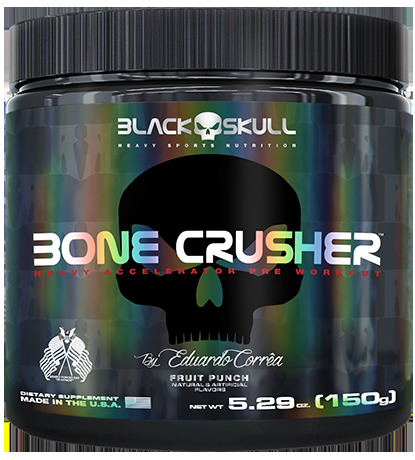 BLACK SKULL
HEAVY SPORTS NUTRITION
BONE CRUSHER™
HEAVY ACCELERATOR PRE WORKOUT
By Eduardo Corrêa
FRUIT PUNCH
NATURAL & ARTIFICIAL
FLAVORS
DIETARY SUPPLEMENT
MADE IN THE U.S.A.
NET WT 5.29 oz. (150g)